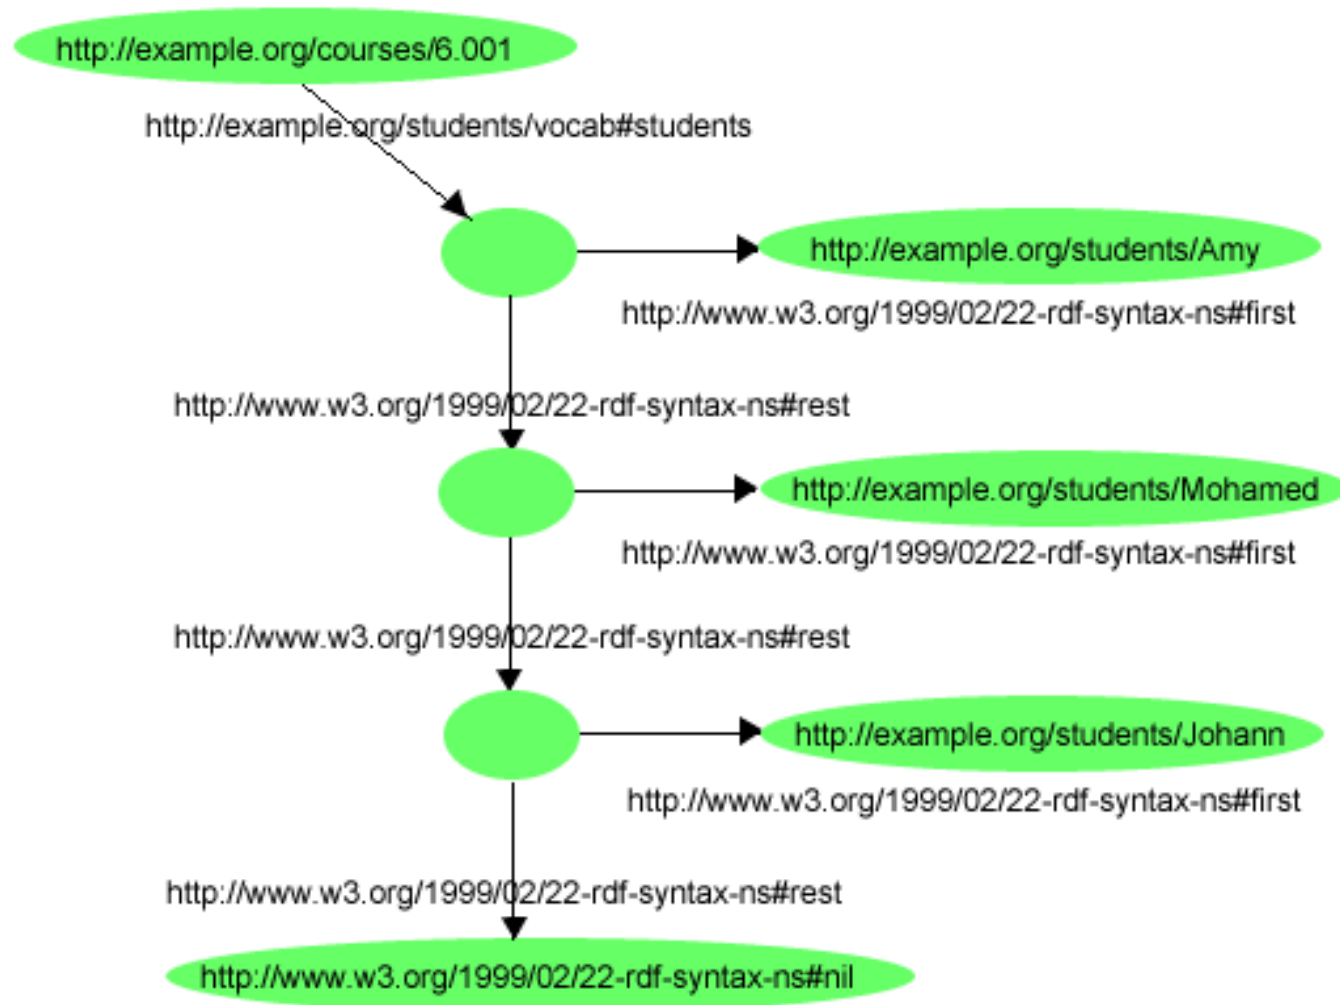 http://example.org/courses/6.001
http://example.org/students/vocab#students
http://example.org/students/Amy
http://www.w3.org/1999/02/22-rdf-syntax-ns#first
http://www.w3.org/1999/02/22-rdf-syntax-ns#rest
http://example.org/students/Mohamed
http://www.w3.org/1999/02/22-rdf-syntax-ns#first
http://www.w3.org/1999/02/22-rdf-syntax-ns#rest
http://example.org/students/Johann
http://www.w3.org/1999/02/22-rdf-syntax-ns#first
http://www.w3.org/1999/02/22-rdf-syntax-ns#rest
http://www.w3.org/1999/02/22-rdf-syntax-ns#nil